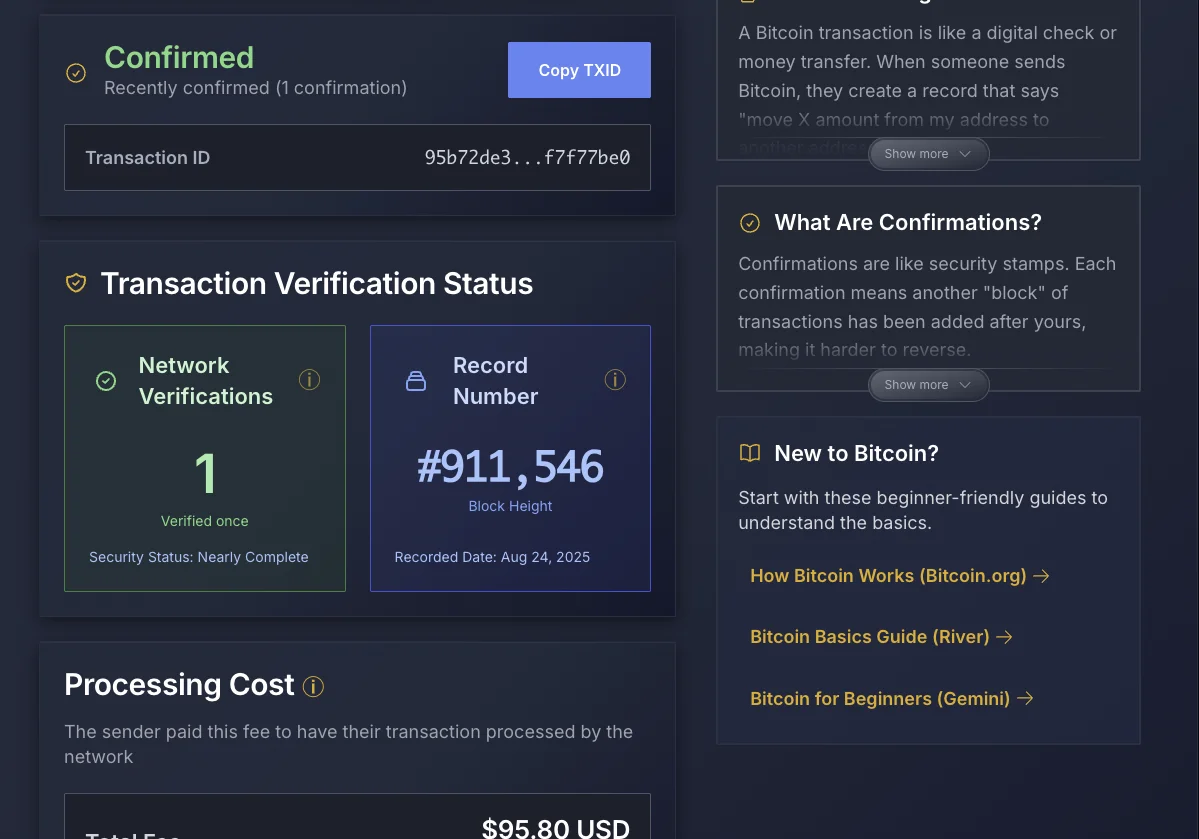 Confirmed
Recently confirmed (1 confirmation)
Copy TXID
Transaction ID
95b72de3...f7f77be0
Transaction Verification Status
Network
Verifications
1
Verified once
Security Status: Nearly Complete
Record
Number
#911,546
Block Height
Recorded Date: Aug 24, 2025
Processing Cost
The sender paid this fee to have their transaction processed by the
network
Total Fee
$95.80 USD
A Bitcoin transaction is like a digital check or
money transfer. When someone sends
Bitcoin, they create a record that says
"move X amount from my address to
another
Show more
What Are Confirmations?
Confirmations are like security stamps. Each
confirmation means another "block" of
transactions has been added after yours,
making it harder to reverse.
Show more
New to Bitcoin?
Start with these beginner-friendly guides to
understand the basics.
How Bitcoin Works (Bitcoin.org) →
Bitcoin Basics Guide (River) →
Bitcoin for Beginners (Gemini) →